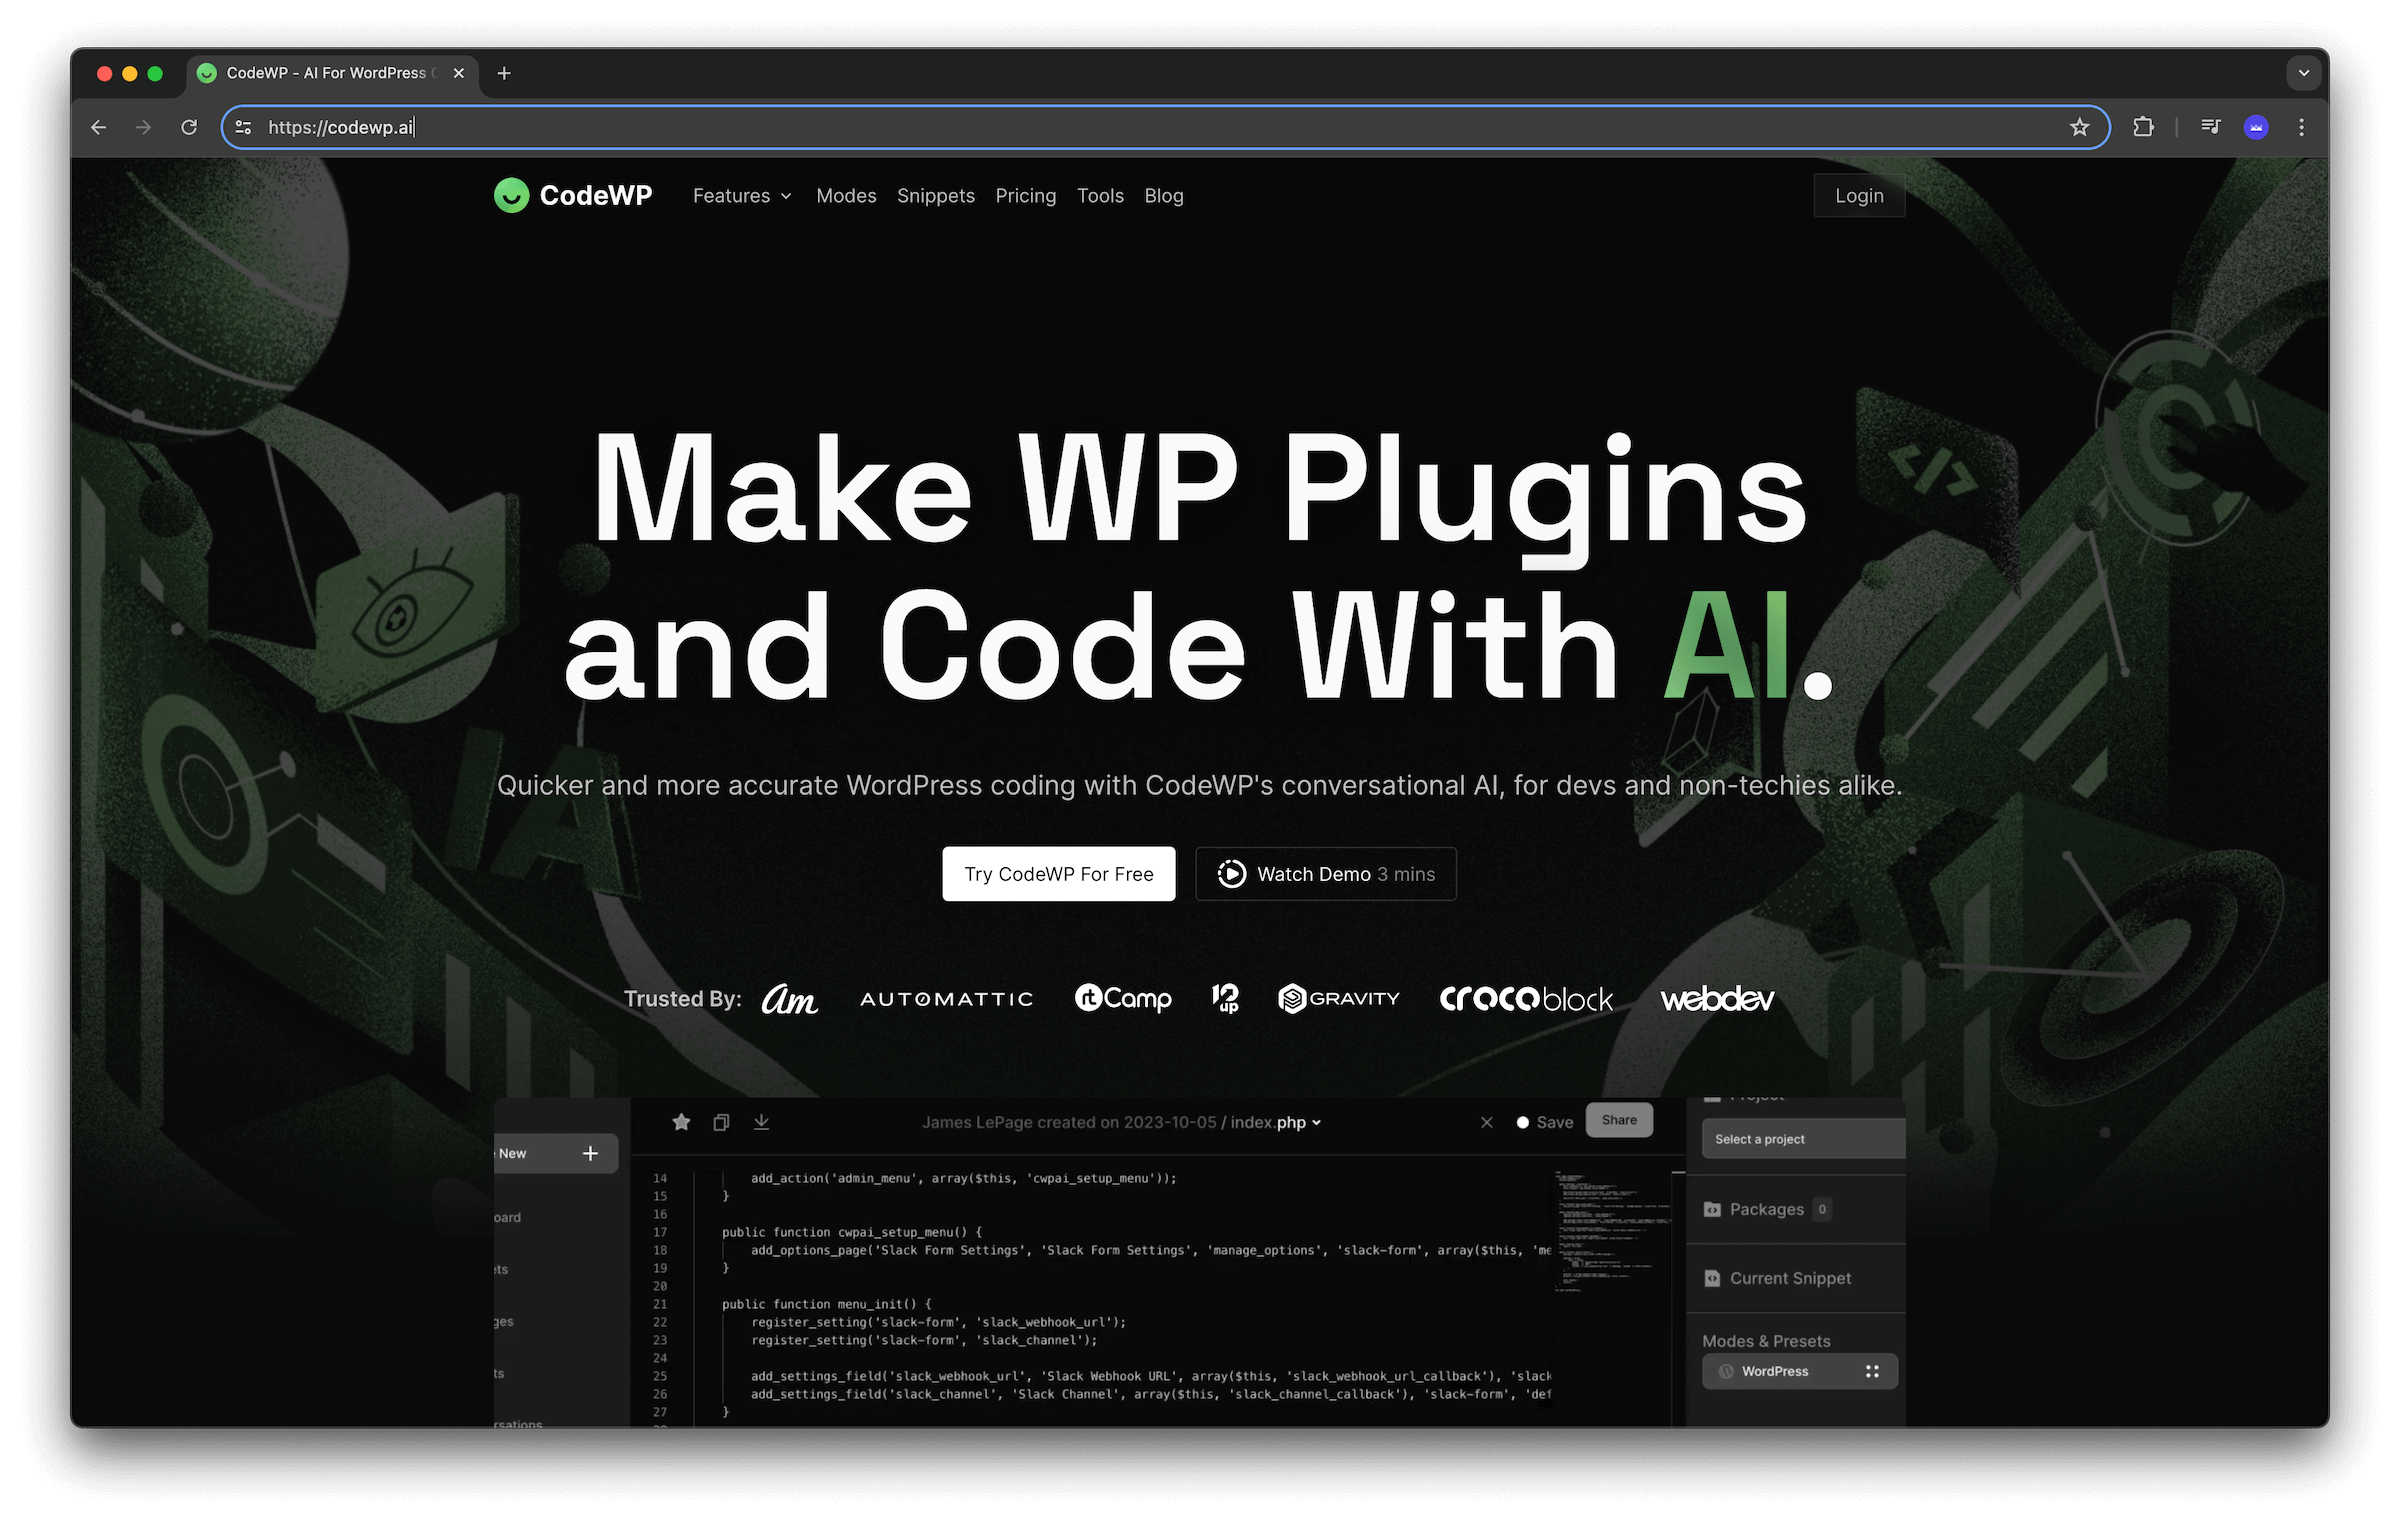 CodeWP - AI For WordPress
https://codewp.ai
CodeWP Features Modes Snippets Pricing Tools Blog Login
Make WP Plugins
and Code With AI.
</>
IA
Quicker and more accurate WordPress coding with CodeWP's conversational AI, for devs and non-techies alike.
Try CodeWP For Free Watch Demo 3 mins
Trusted By: am AUTOMATTIC rtCamp 12up GRAVITY crocoblock webdev
James LePage created on 2023-10-05 / index.php Save Share
Project
Select a project
New
Packages 0
Current Snippet
Modes & Presets
WordPress
oard
ets
ges
ts
rsations
14 add_action('admin_menu', array($this, 'cwpai_setup_menu'));
15 }
16
17 public function cwpai_setup_menu() {
18 add_options_page('Slack Form Settings', 'Slack Form Settings', 'manage_options', 'slack-form', array($this, 'me
19 }
20
21 public function menu_init() {
22 register_setting('slack-form', 'slack_webhook_url');
23 register_setting('slack-form', 'slack_channel');
24
25 add_settings_field('slack_webhook_url', 'Slack Webhook URL', array($this, 'slack_webhook_url_callback'), 'slack
26 add_settings_field('slack_channel', 'Slack Channel', array($this, 'slack_channel_callback'), 'slack-form', 'def
27 }